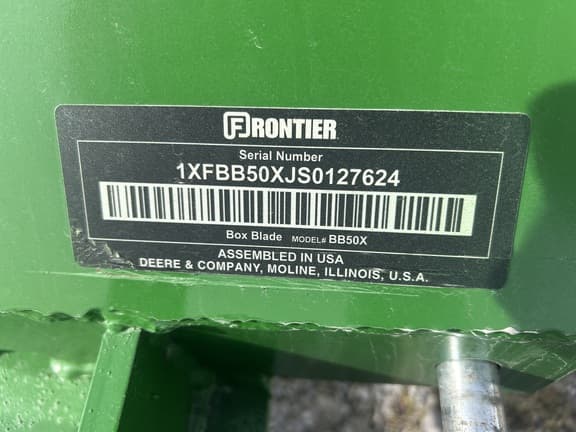 FRONTIER
Serial Number
1XFBB50XJS0127624
Box Blade MODEL# BB50X
ASSEMBLED IN USA
DEERE & COMPANY, MOLINE, ILLINOIS, U.S.A.